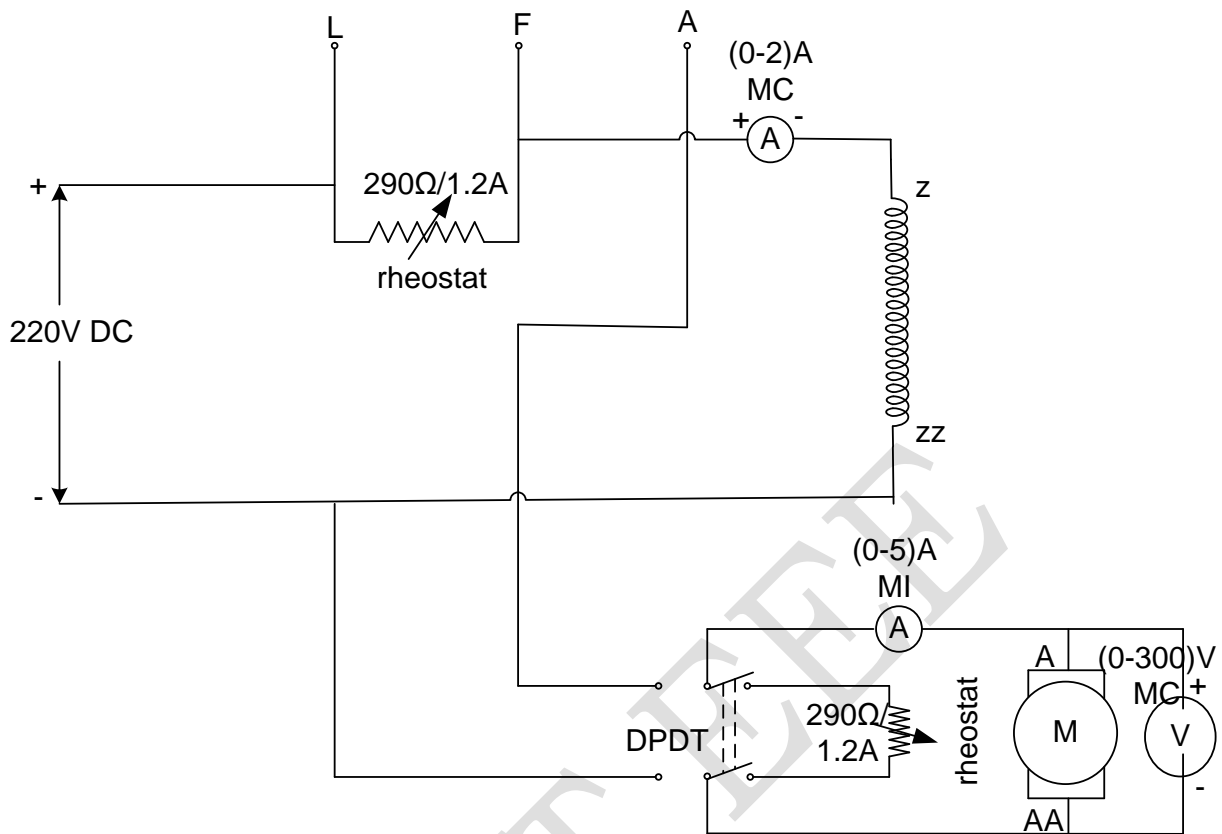 L
F
A
(0-2)A
MC
+
-
A
290Ω/1.2A
z
+
rheostat
220V DC
zz
-
(0-5)A
MI
A
A
(0-300)V
MC
+
290Ω/
1.2A
rheostat
DPDT
M
V
-
AA
EEE